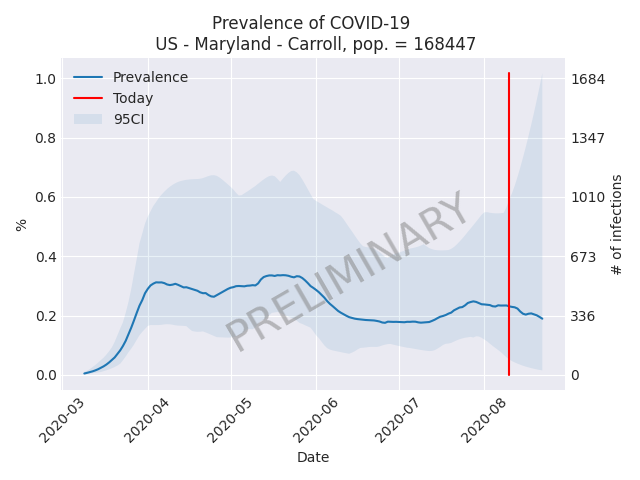 Prevalence of COVID-19
US - Maryland - Carroll, pop. = 168447
Prevalence
Today
95CI
1.0
0.8
0.6
0.4
0.2
0.0
%
1684
1347
1010
673
336
0
# of infections
PRELIMINARY
2020-03
2020-04
2020-05
2020-06
2020-07
2020-08
Date